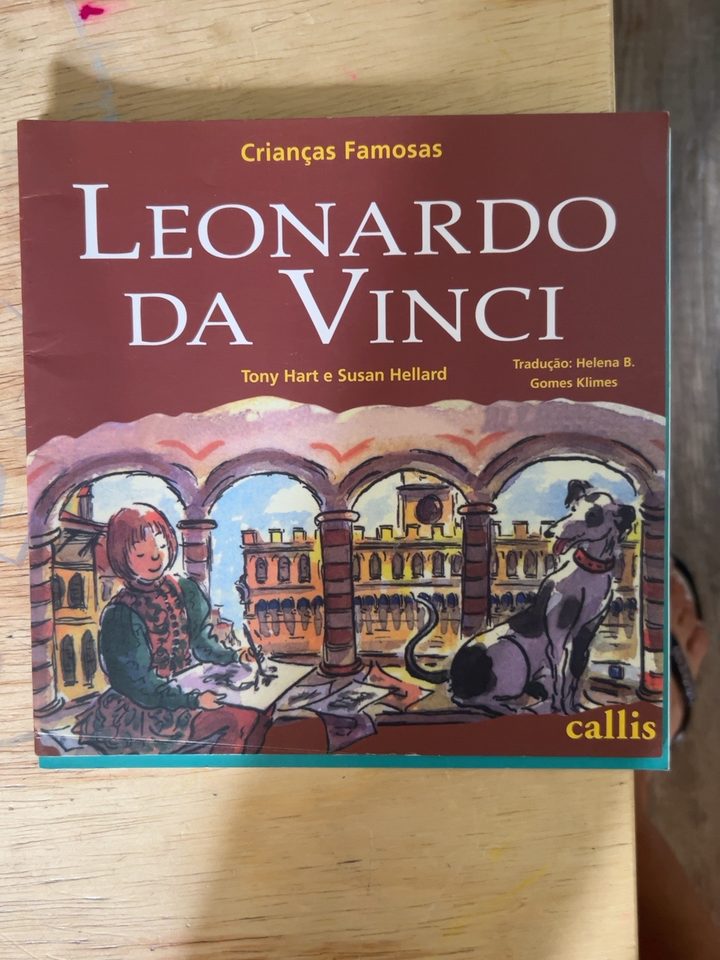 Crianças Famosas
LEONARDO
DA VINCI
Tony Hart e Susan Hellard
Tradução: Helena B.
Gomes Klimes
callis